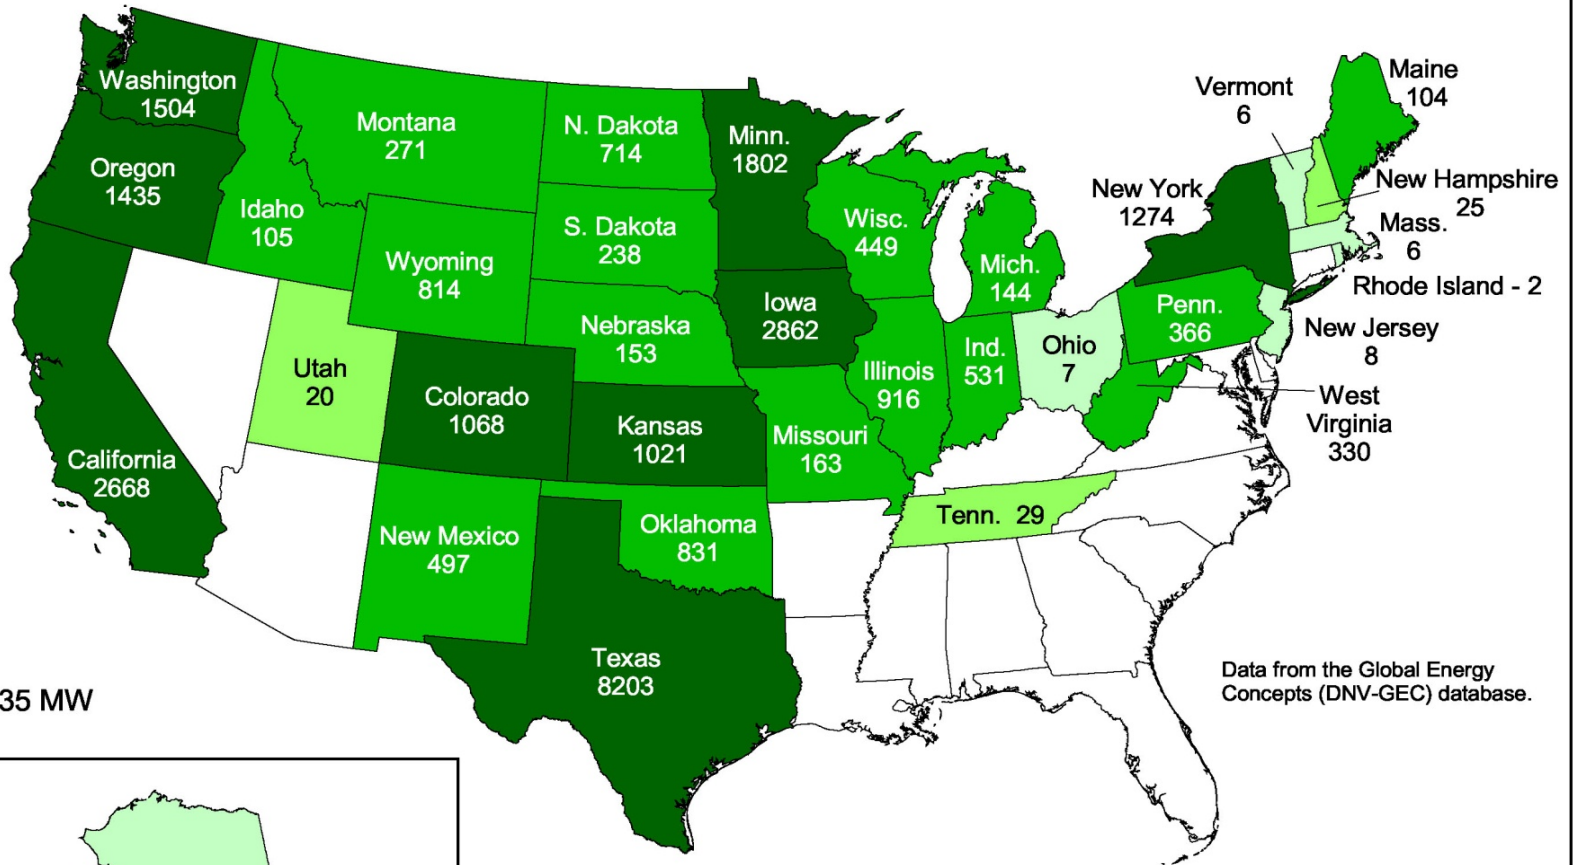 Washington
1504
Oregon
1435
California
2668
Idaho
105
Montana
271
Wyoming
814
Utah
20
Colorado
1068
New Mexico
497
N. Dakota
714
S. Dakota
238
Nebraska
153
Kansas
1021
Oklahoma
831
Texas
8203
Minn.
1802
Iowa
2862
Missouri
163
Wisc.
449
Illinois
916
Mich.
144
Ind.
531
Ohio
7
Tenn. 29
Penn.
366
New York
1274
Vermont
6
Maine
104
New Hampshire
25
Mass.
6
Rhode Island - 2
New Jersey
8
West
Virginia
330
35 MW
Data from the Global Energy
Concepts (DNV-GEC) database.